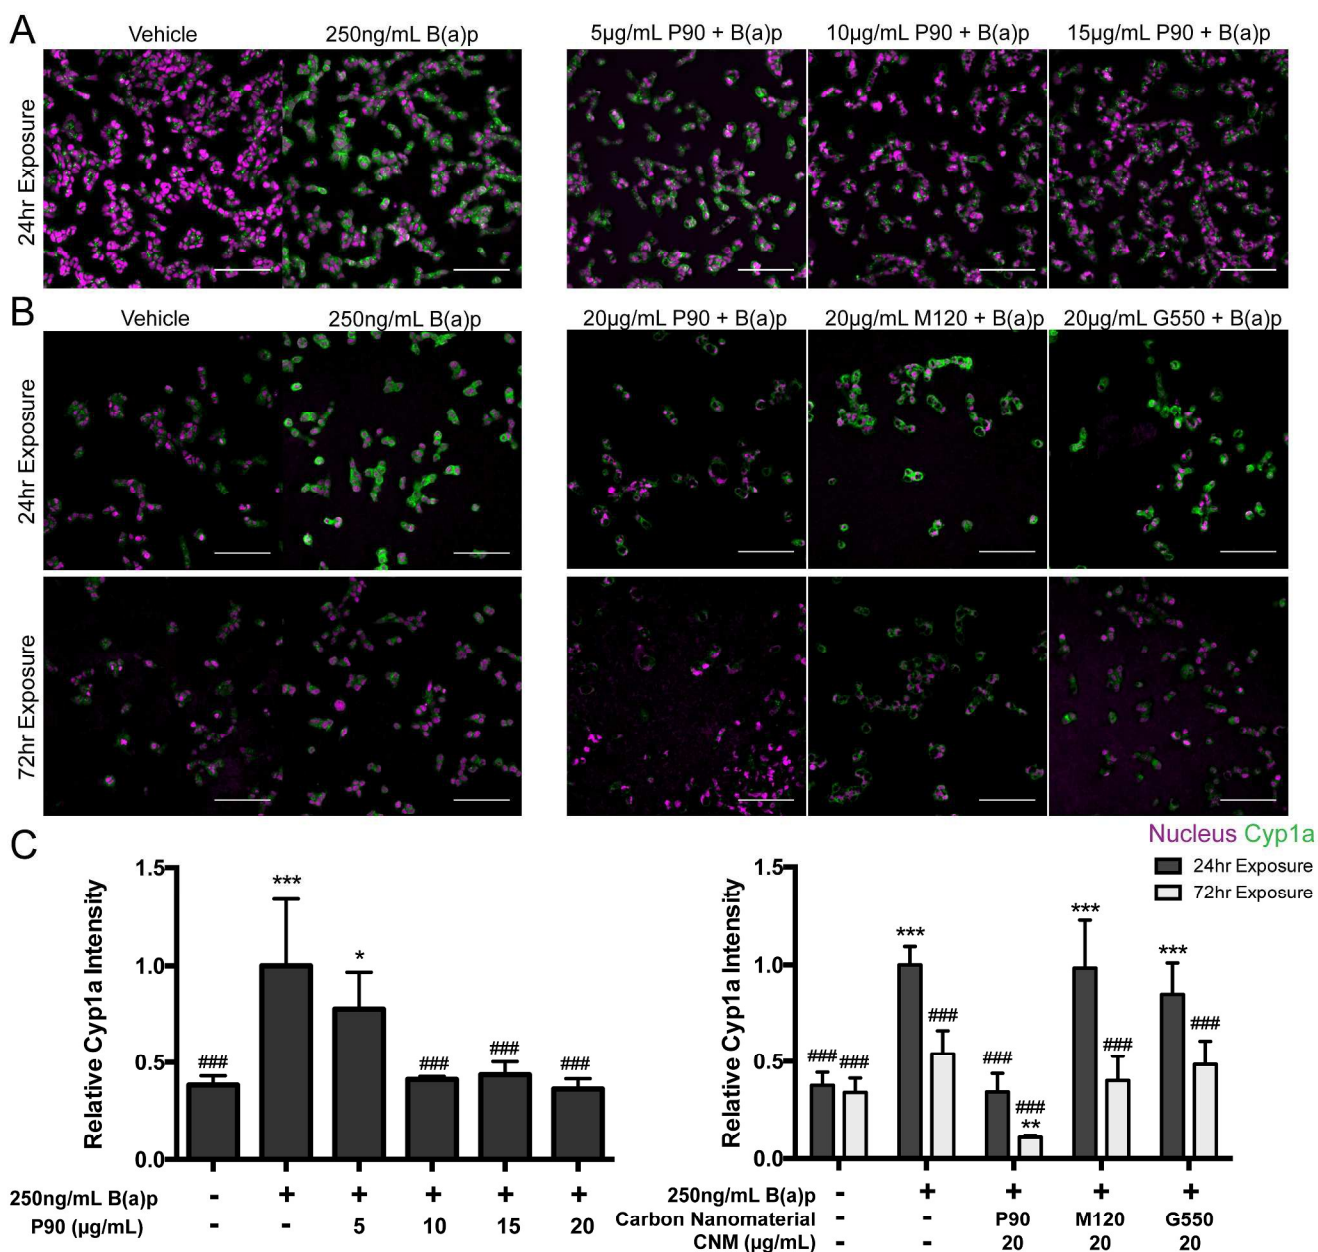 A
Vehicle 250ng/mL B(a)p 5µg/mL P90 + B(a)p 10µg/mL P90 + B(a)p 15µg/mL P90 + B(a)p
24hr Exposure
B
Vehicle 250ng/mL B(a)p 20µg/mL P90 + B(a)p 20µg/mL M120 + B(a)p 20µg/mL G550 + B(a)p
24hr Exposure
72hr Exposure
Nucleus Cyp1a
C
Relative Cyp1a Intensity
1.5
1.0
0.5
0.0
### *** * ### ### ###
250ng/mL B(a)p - + + + + +
P90 (µg/mL) - - 5 10 15 20
24hr Exposure
72hr Exposure
Relative Cyp1a Intensity
1.5
1.0
0.5
0.0
### ### *** ### ### ### ** *** ### *** ###
250ng/mL B(a)p - + + + +
Carbon Nanomaterial - - P90 M120 G550
CNM (µg/mL) - - 20 20 20